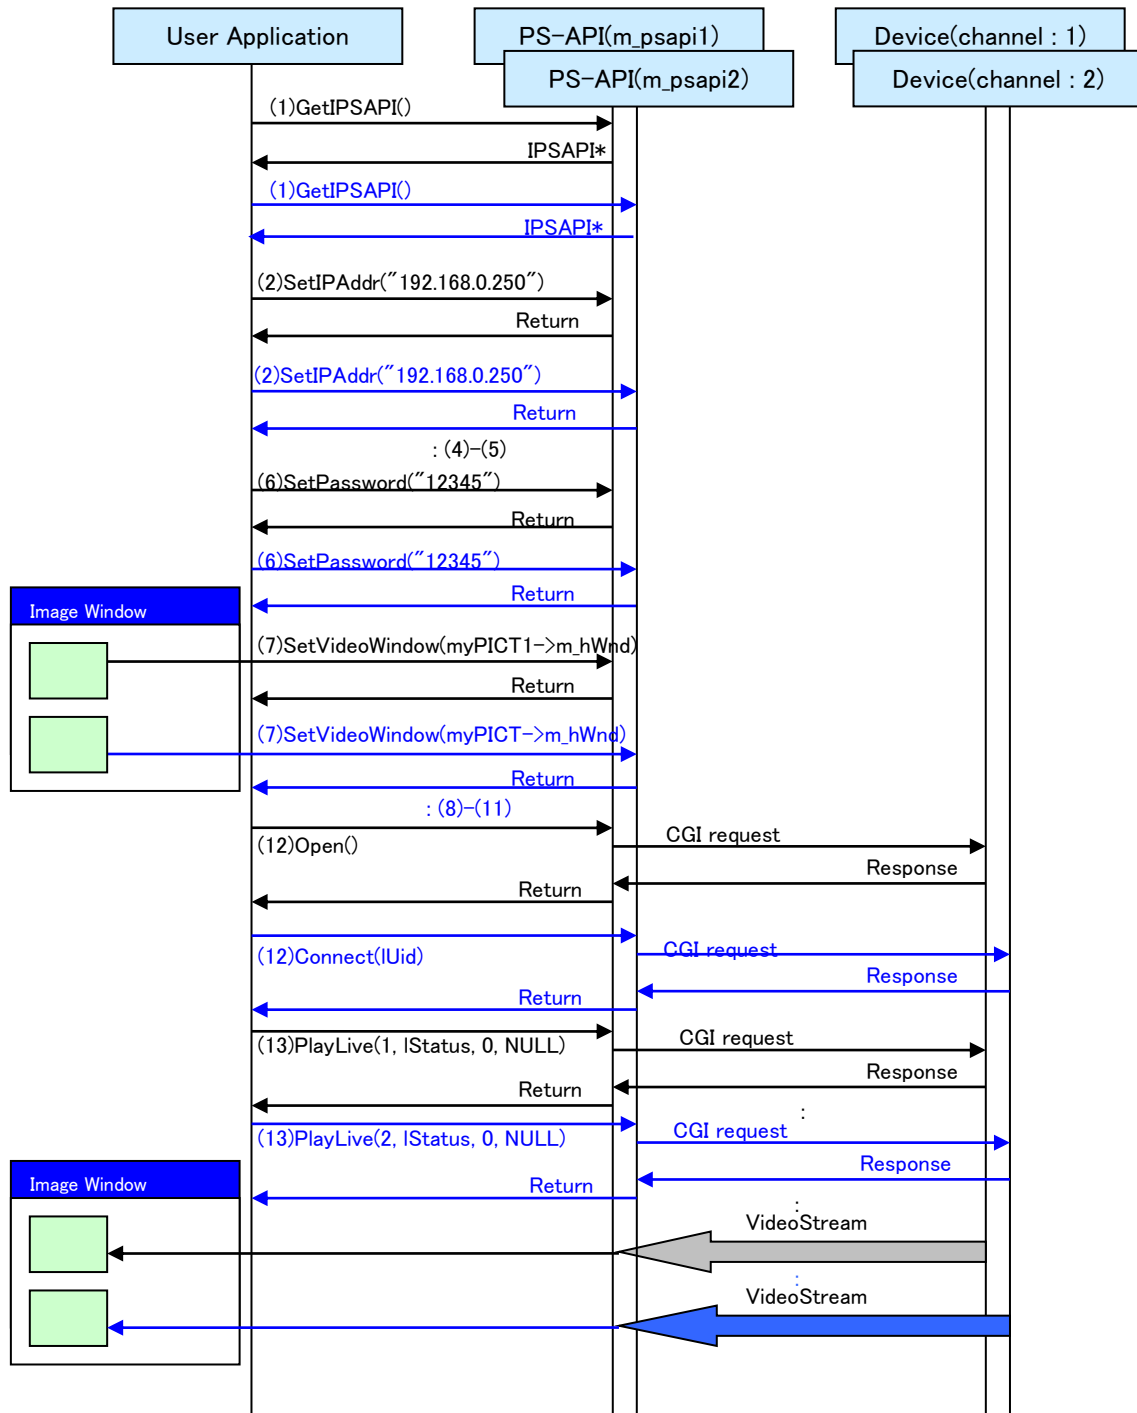 User Application
PS-API(m_psapi1)
Device(channel : 1)
PS-API(m_psapi2)
Device(channel : 2)
(1)GetIPSAPI()
IPSAPI*
(1)GetIPSAPI()
IPSAPI*
(2)SetIPAddr("192.168.0.250")
Return
(2)SetIPAddr("192.168.0.250")
Return
: (4)-(5)
(6)SetPassword("12345")
Return
(6)SetPassword("12345")
Return
Image Window
(7)SetVideoWindow(myPICT1->m_hWnd)
Return
(7)SetVideoWindow(myPICT->m_hWnd)
Return
: (8)-(11)
(12)Open()
CGI request
Response
Return
(12)Connect(lUid)
CGI request
Response
Return
(13)PlayLive(1, lStatus, 0, NULL)
CGI request
Response
Return
:
(13)PlayLive(2, lStatus, 0, NULL)
CGI request
Response
Return
Image Window
:
VideoStream
:
VideoStream